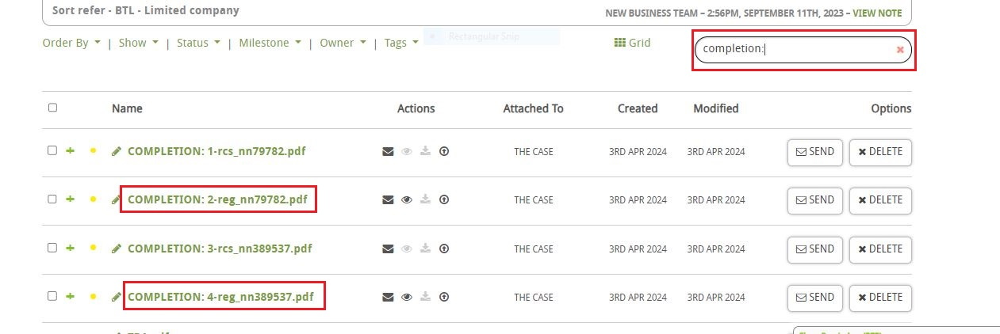 Sort refer - BTL - Limited company
NEW BUSINESS TEAM – 2:56PM, SEPTEMBER 11TH, 2023 – VIEW NOTE
Order By | Show | Status | Milestone | Owner | Tags
Rectangular Snip
Grid
completion:
Name Actions Attached To Created Modified Options
COMPLETION: 1-rcs_nn79782.pdf THE CASE 3RD APR 2024 3RD APR 2024 SEND DELETE
COMPLETION: 2-reg_nn79782.pdf THE CASE 3RD APR 2024 3RD APR 2024 SEND DELETE
COMPLETION: 3-rcs_nn389537.pdf THE CASE 3RD APR 2024 3RD APR 2024 SEND DELETE
COMPLETION: 4-reg_nn389537.pdf THE CASE 3RD APR 2024 3RD APR 2024 SEND DELETE